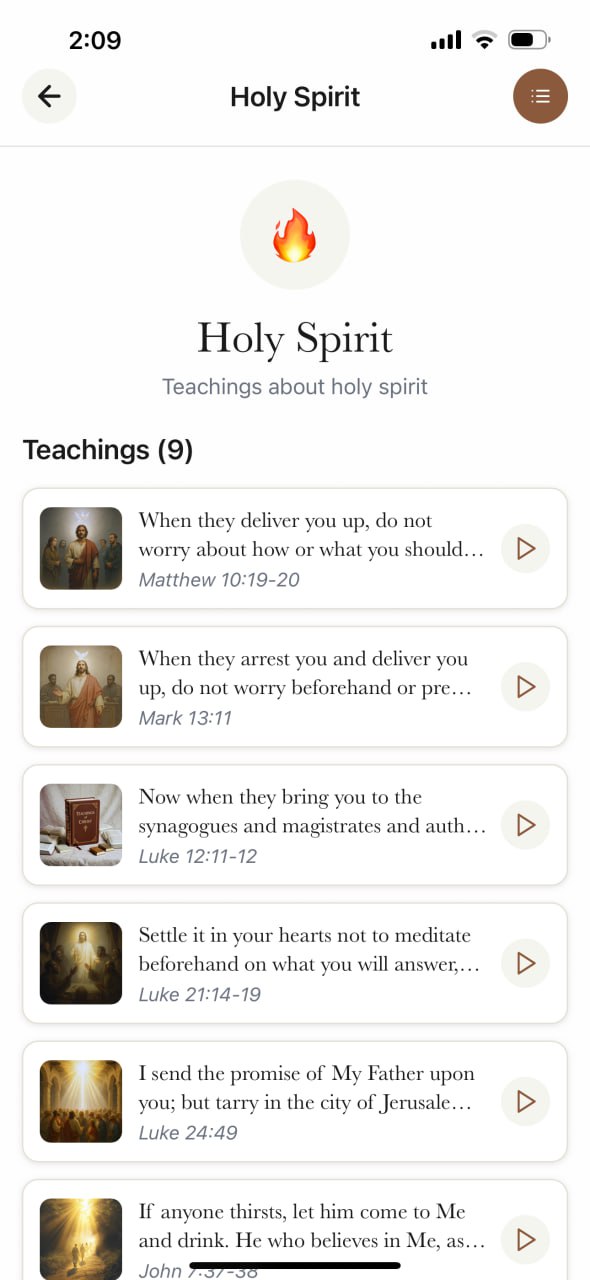 2:09
Holy Spirit
Holy Spirit
Teachings about holy spirit
Teachings (9)
When they deliver you up, do not
worry about how or what you should…
Matthew 10:19-20
When they arrest you and deliver you
up, do not worry beforehand or pre…
Mark 13:11
TEACHINGS
OF
CHRIST
Now when they bring you to the
synagogues and magistrates and auth…
Luke 12:11-12
Settle it in your hearts not to meditate
beforehand on what you will answer,…
Luke 21:14-19
I send the promise of My Father upon
you; but tarry in the city of Jerusale…
Luke 24:49
If anyone thirsts, let him come to Me
and drink. He who believes in Me, as…
John 7:37-38